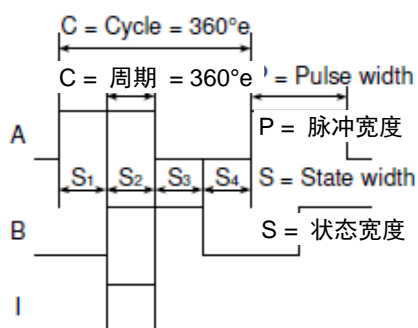 C = Cycle = 360°e
C = 周期 = 360°e
= Pulse width
A
P = 脉冲宽度
S1 S2 S3 S4 S = State width
B
S = 状态宽度
I